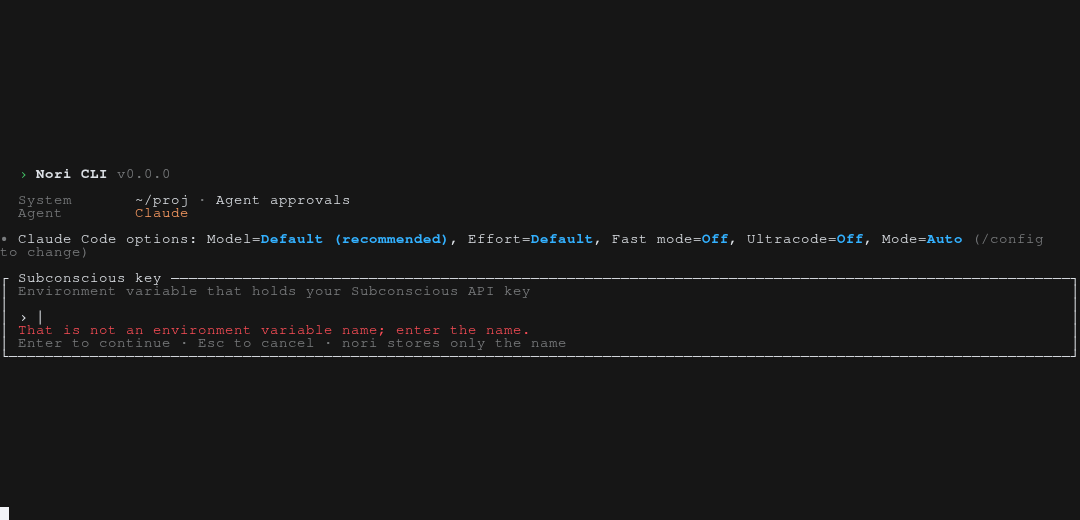 › Nori CLI v0.0.0
System ~/proj · Agent approvals
Agent Claude
• Claude Code options: Model=Default (recommended), Effort=Default, Fast mode=Off, Ultracode=Off, Mode=Auto (/config
to change)
Subconscious key
Environment variable that holds your Subconscious API key
› |
That is not an environment variable name; enter the name.
Enter to continue · Esc to cancel · nori stores only the name